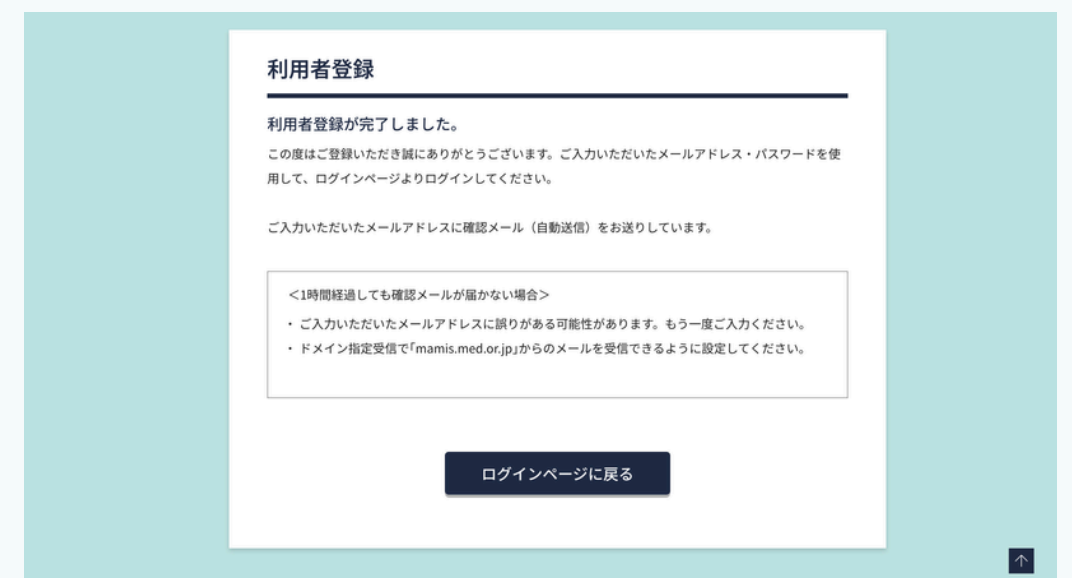 利用者登録
利用者登録が完了しました。
この度はご登録いただき誠にありがとうございます。ご入力いただいたメールアドレス・パスワードを使
用して、ログインページよりログインしてください。
ご入力いただいたメールアドレスに確認メール（自動送信）をお送りしています。
＜1時間経過しても確認メールが届かない場合＞
・ ご入力いただいたメールアドレスに誤りがある可能性があります。もう一度ご入力ください。
・ ドメイン指定受信で｢mamis.med.or.jp｣からのメールを受信できるように設定してください。
ログインページに戻る